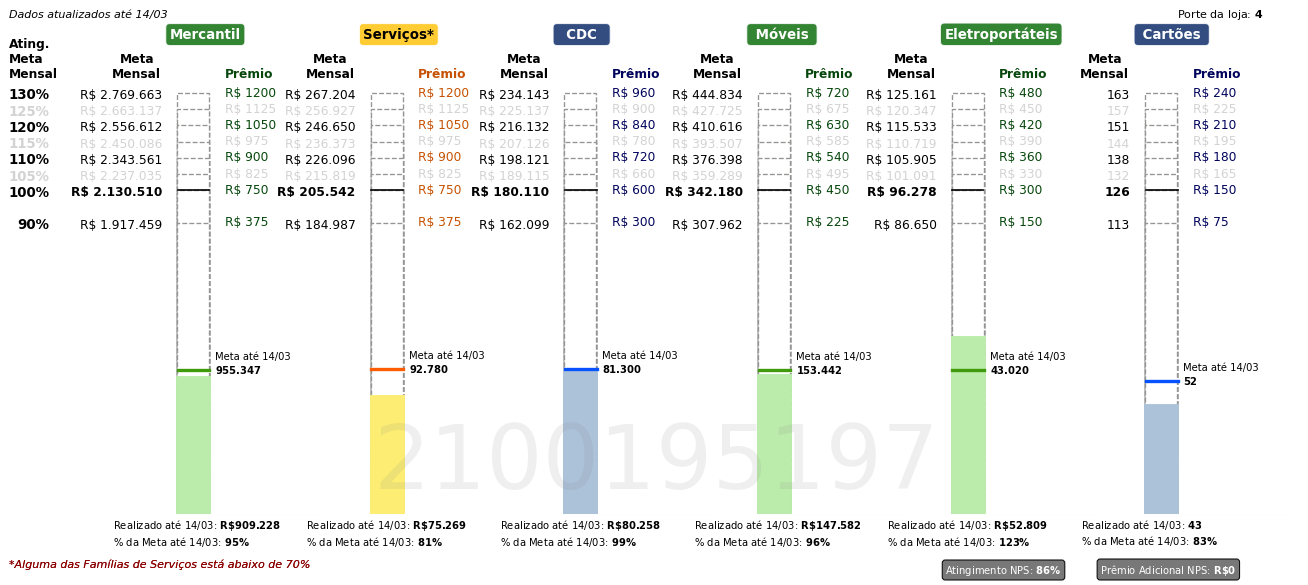 Dados atualizados até 14/03
Porte da loja: 4
Mercantil Serviços* CDC Móveis Eletroportáteis Cartões
Ating.
Meta Meta Meta Meta Meta Meta Meta
Mensal Mensal Prêmio Mensal Prêmio Mensal Prêmio Mensal Prêmio Mensal Prêmio Mensal Prêmio
130% R$ 2.769.663 R$ 1200 R$ 267.204 R$ 1200 R$ 234.143 R$ 960 R$ 444.834 R$ 720 R$ 125.161 R$ 480 163 R$ 240
125% R$ 2.663.137 R$ 1125 R$ 256.927 R$ 1125 R$ 225.137 R$ 900 R$ 427.725 R$ 675 R$ 120.347 R$ 450 157 R$ 225
120% R$ 2.556.612 R$ 1050 R$ 246.650 R$ 1050 R$ 216.132 R$ 840 R$ 410.616 R$ 630 R$ 115.533 R$ 420 151 R$ 210
115% R$ 2.450.086 R$ 975 R$ 236.373 R$ 975 R$ 207.126 R$ 780 R$ 393.507 R$ 585 R$ 110.719 R$ 390 144 R$ 195
110% R$ 2.343.561 R$ 900 R$ 226.096 R$ 900 R$ 198.121 R$ 720 R$ 376.398 R$ 540 R$ 105.905 R$ 360 138 R$ 180
105% R$ 2.237.035 R$ 825 R$ 215.819 R$ 825 R$ 189.115 R$ 660 R$ 359.289 R$ 495 R$ 101.091 R$ 330 132 R$ 165
100% R$ 2.130.510 R$ 750 R$ 205.542 R$ 750 R$ 180.110 R$ 600 R$ 342.180 R$ 450 R$ 96.278 R$ 300 126 R$ 150
90% R$ 1.917.459 R$ 375 R$ 184.987 R$ 375 R$ 162.099 R$ 300 R$ 307.962 R$ 225 R$ 86.650 R$ 150 113 R$ 75
Meta até 14/03 Meta até 14/03 Meta até 14/03 Meta até 14/03 Meta até 14/03 Meta até 14/03
955.347 92.780 81.300 153.442 43.020 52
2100195197
Realizado até 14/03: R$909.228 Realizado até 14/03: R$75.269 Realizado até 14/03: R$80.258 Realizado até 14/03: R$147.582 Realizado até 14/03: R$52.809 Realizado até 14/03: 43
% da Meta até 14/03: 95% % da Meta até 14/03: 81% % da Meta até 14/03: 99% % da Meta até 14/03: 96% % da Meta até 14/03: 123% % da Meta até 14/03: 83%
*Alguma das Famílias de Serviços está abaixo de 70%
Atingimento NPS: 86% Prêmio Adicional NPS: R$0